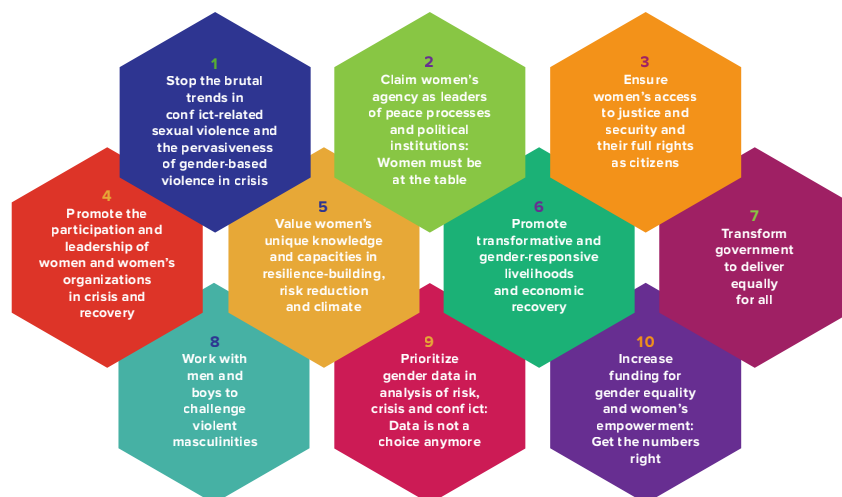 1
Stop the brutal
trends in
conf ict-related
sexual violence and
the pervasiveness
of gender-based
violence in crisis
2
Claim women's
agency as leaders
of peace processes
and political
institutions:
Women must be
at the table
3
Ensure
women's access
to justice and
security and
their full rights
as citizens
4
Promote the
participation and
leadership of
women and women's
organizations
in crisis and
recovery
5
Value women's
unique knowledge
and capacities in
resilience-building,
risk reduction
and climate
6
Promote
transformative and
gender-responsive
livelihoods
and economic
recovery
7
Transform
government
to deliver
equally
for all
8
Work with
men and
boys to
challenge
violent
masculinities
9
Prioritize
gender data in
analysis of risk,
crisis and conf ict:
Data is not a
choice anymore
10
Increase
funding for
gender equality
and women's
empowerment:
Get the numbers
right